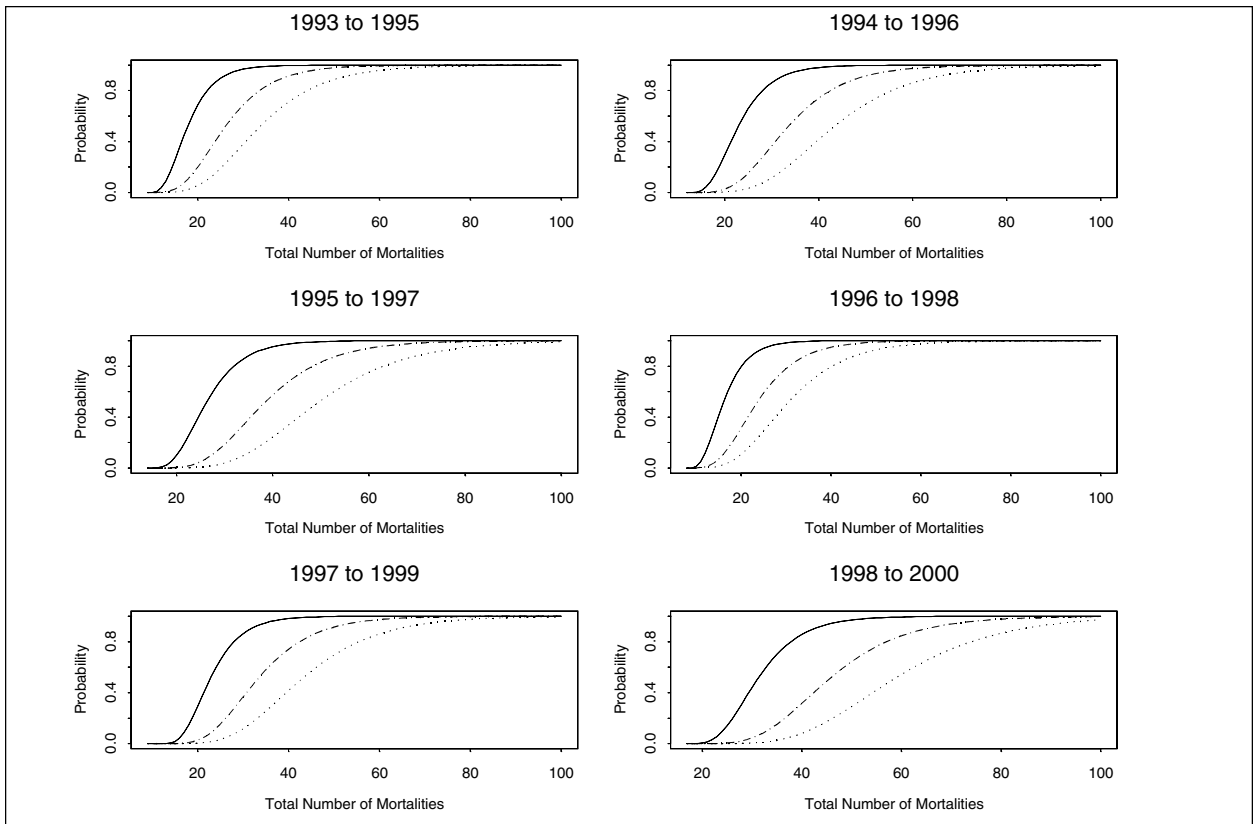 1993 to 1995
Probability
0.0 0.4 0.8
20 40 60 80 100
Total Number of Mortalities
1994 to 1996
Probability
0.0 0.4 0.8
20 40 60 80 100
Total Number of Mortalities
1995 to 1997
Probability
0.0 0.4 0.8
20 40 60 80 100
Total Number of Mortalities
1996 to 1998
Probability
0.0 0.4 0.8
20 40 60 80 100
Total Number of Mortalities
1997 to 1999
Probability
0.0 0.4 0.8
20 40 60 80 100
Total Number of Mortalities
1998 to 2000
Probability
0.0 0.4 0.8
20 40 60 80 100
Total Number of Mortalities